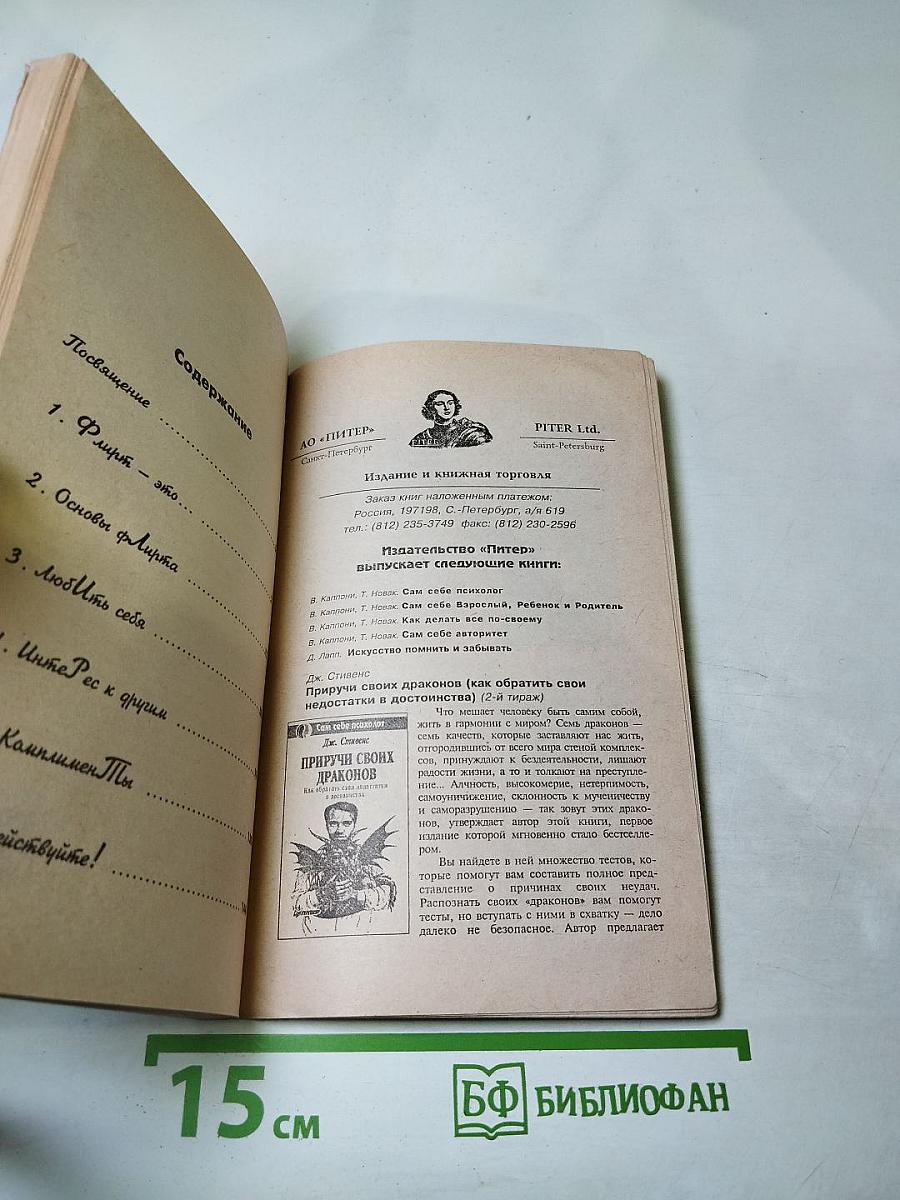 Содержание
Посвящение
1. Флирт — это
2. Основы фЛирта
3. ЛюбИть себя
. ИнтеРес к другим
КомплименТы
ействуйте!
АО «ПИТЕР»
Санкт-Петербург
PITER Ltd.
Saint-Petersburg
Издание и книжная торговля
Заказ книг наложенным платежом:
Россия, 197198, С.-Петербург, а/я 619
тел.: (812) 235-3749 факс: (812) 230-2596
Издательство «Питер»
выпускает следующие книги:
В. Каппони, Т. Новак. Сам себе психолог
В. Каппони, Т. Новак. Сам себе Взрослый, Ребенок и Родитель
В. Каппони, Т. Новак. Как делать все по-своему
В. Каппони, Т. Новак. Сам себе авторитет
Д. Лапп. Искусство помнить и забывать
Дж. Стивенс
Приручи своих драконов (как обратить свои
недостатки в достоинства) (2-й тираж)
Сам себе психолог
Дж. Стивенс
ПРИРУЧИ СВОИХ
ДРАКОНОВ
Как обратить свои недостатки
в достоинства
Что мешает человеку быть самим собой,
жить в гармонии с миром? Семь драконов —
семь качеств, которые заставляют нас жить,
отгородившись от всего мира стеной комплек-
сов, принуждают к бездеятельности, лишают
радости жизни, а то и толкают на преступле-
ние... Алчность, высокомерие, нетерпимость,
самоуничижение, склонность к мученичеству
и саморазрушению — так зовут этих драко-
нов, утверждает автор этой книги, первое
издание которой мгновенно стало бестселле-
ром.
Вы найдете в ней множество тестов, ко-
торые помогут вам составить полное пред-
ставление о причинах своих неудач.
Распознать своих «драконов» вам помогут
тесты, но вступать с ними в схватку — дело
далеко не безопасное. Автор предлагает
15 см
БФ БИБЛИОФАН